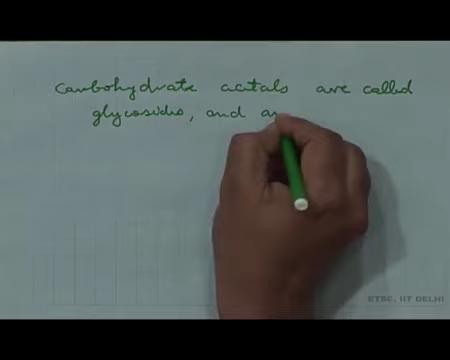 Carbohydrate acetals are called
glycosides, and a
ETSC, IIT DELHI